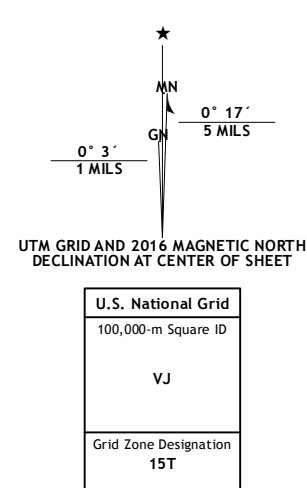 ★
MN
0° 17´
5 MILS
GN
0° 3´
1 MILS
UTM GRID AND 2016 MAGNETIC NORTH
DECLINATION AT CENTER OF SHEET
U.S. National Grid
100,000-m Square ID
VJ
Grid Zone Designation
15T